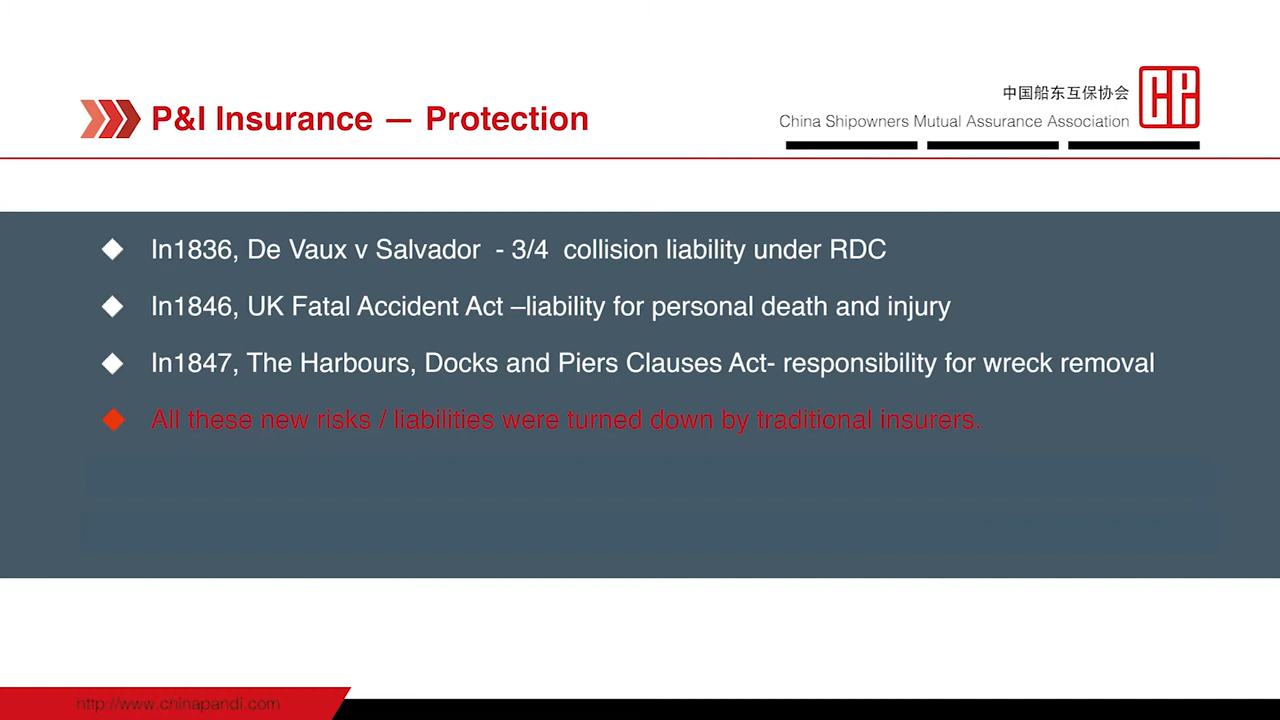 P&I Insurance — Protection
中国船东互保协会
China Shipowners Mutual Assurance Association
CPI
In1836, De Vaux v Salvador - 3/4 collision liability under RDC
In1846, UK Fatal Accident Act –liability for personal death and injury
In1847, The Harbours, Docks and Piers Clauses Act- responsibility for wreck removal
All these new risks / liabilities were turned down by traditional insurers.
http://www.chinapandi.com